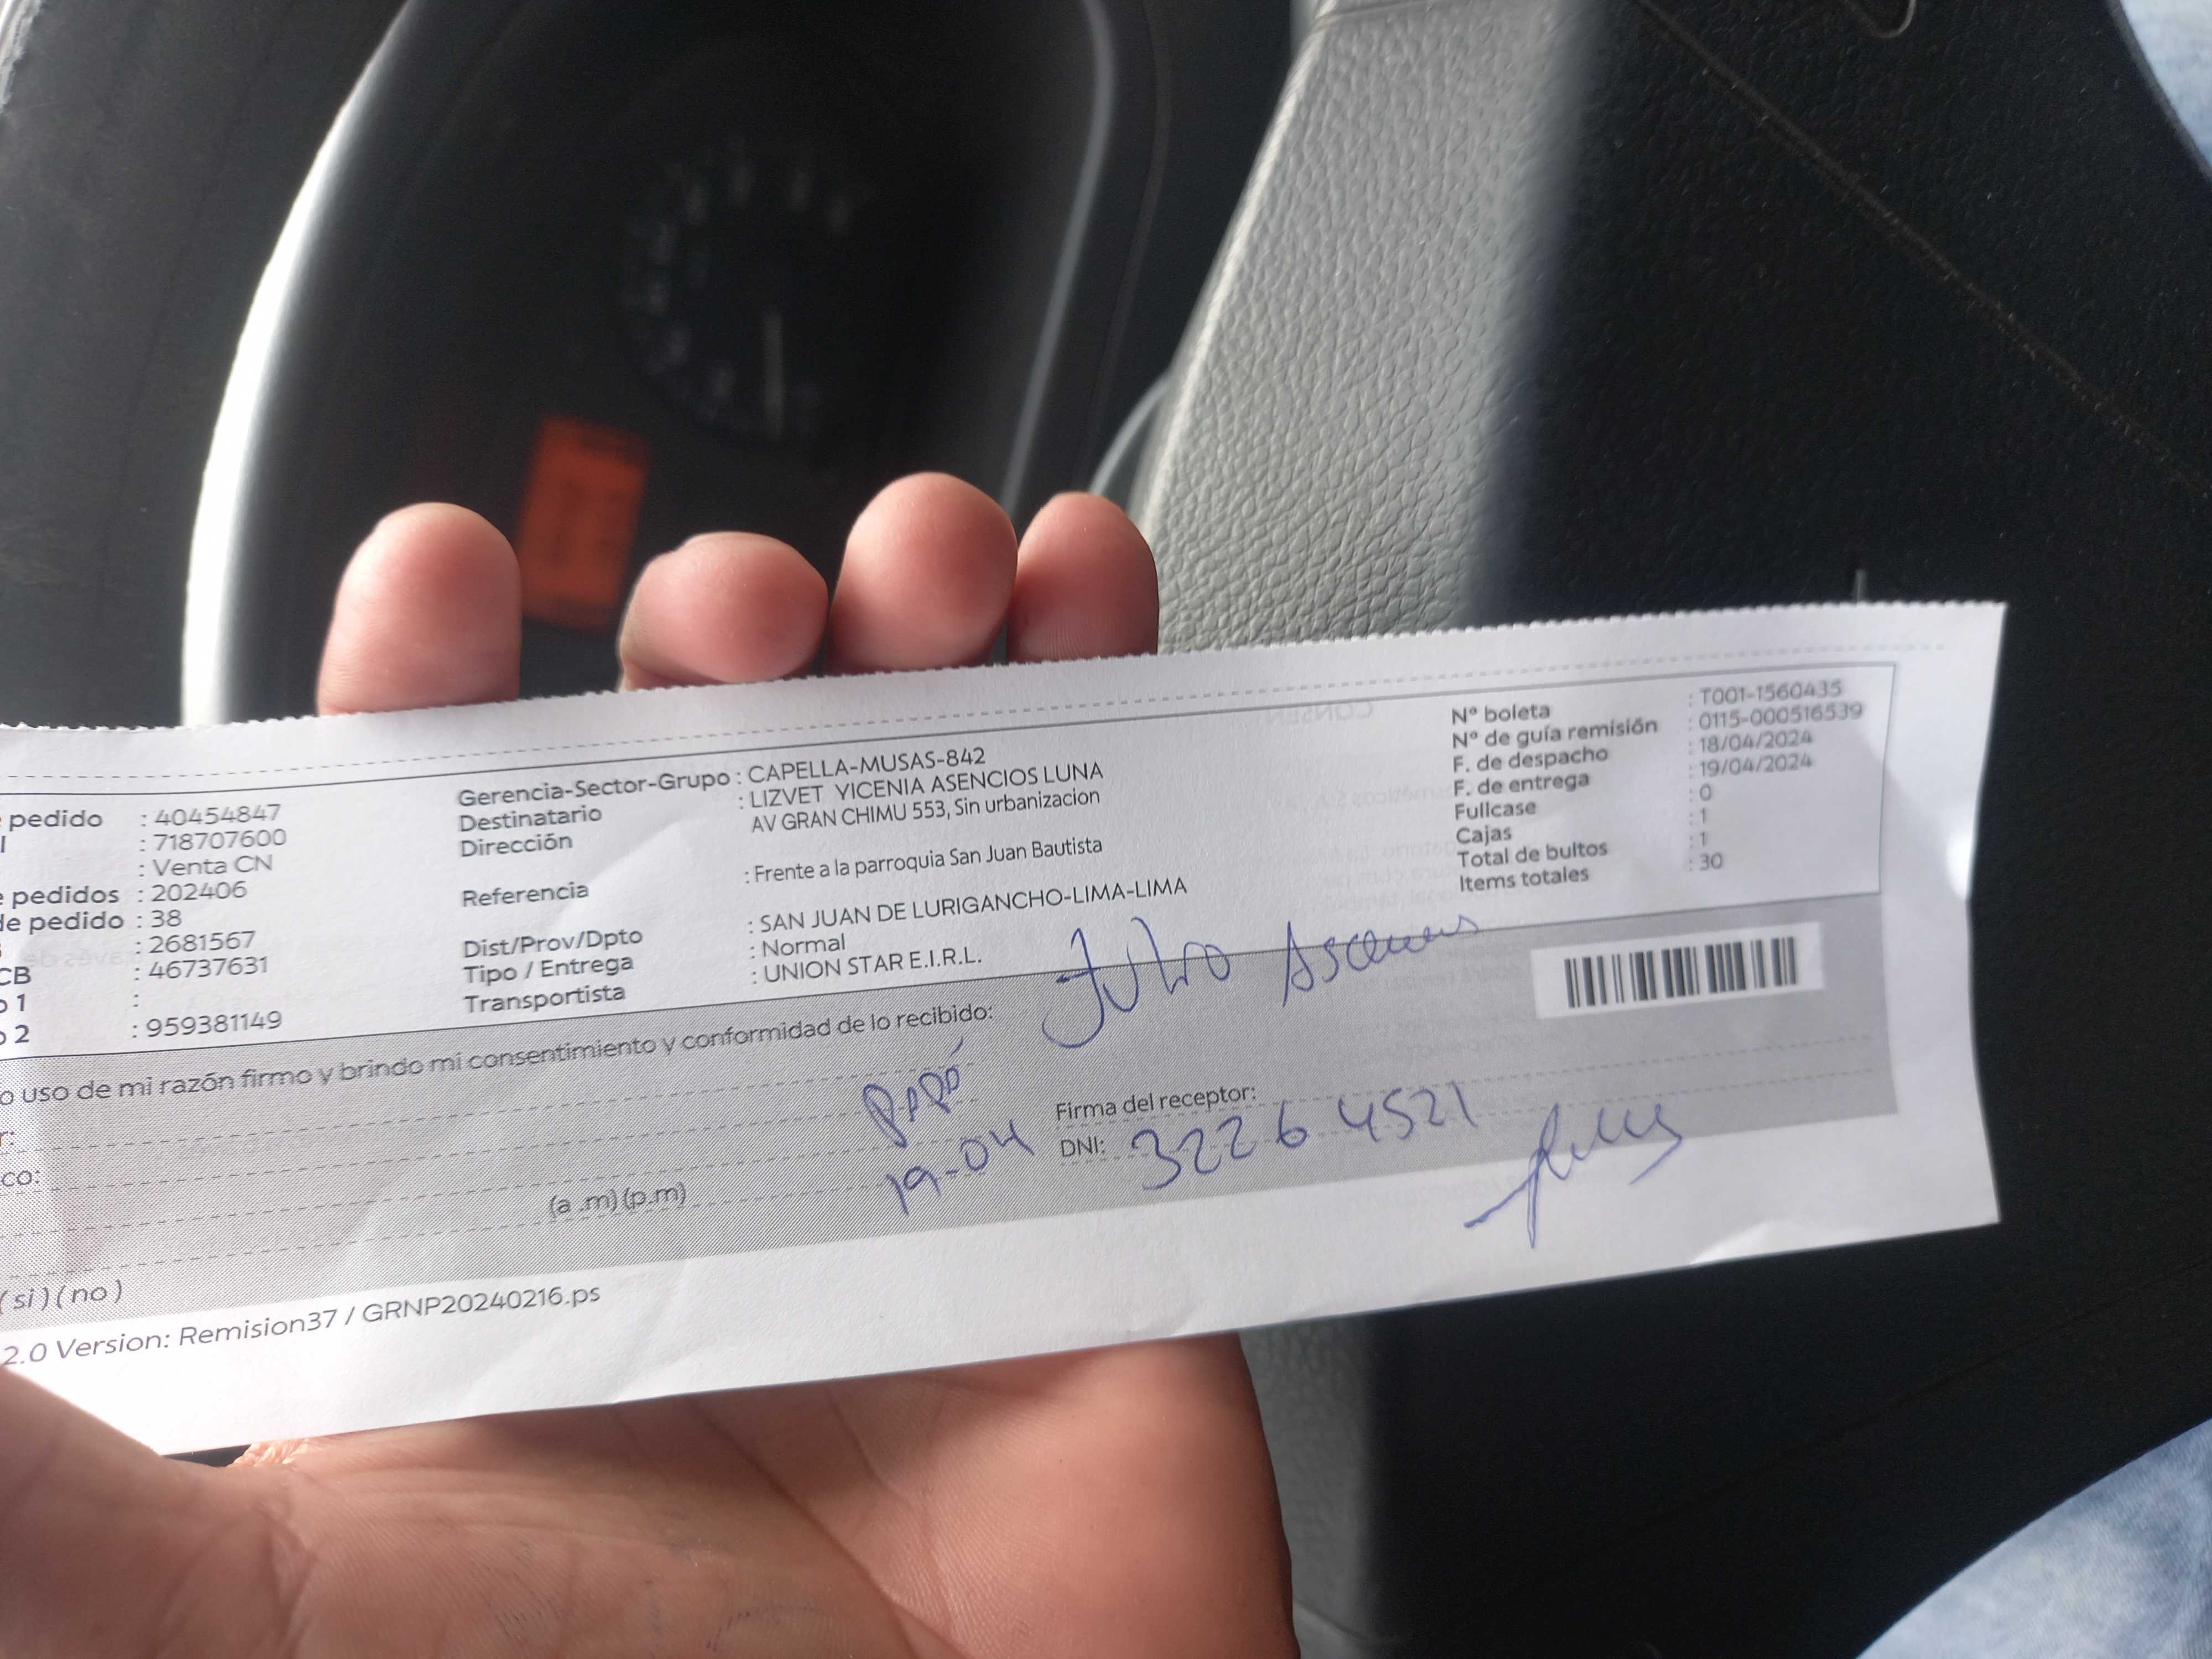 pedido : 40454847
: 718707600
: Venta CN
pedidos : 202406
de pedido : 38
: 2681567
CB : 46737631
1 :
2 : 959381149
Gerencia-Sector-Grupo : CAPELLA-MUSAS-842
Destinatario : LIZVET YICENIA ASENCIOS LUNA
Dirección AV GRAN CHIMU 553, Sin urbanizacion
Referencia : Frente a la parroquia San Juan Bautista
Dist/Prov/Dpto : SAN JUAN DE LURIGANCHO-LIMA-LIMA
Tipo / Entrega : Normal
Transportista : UNION STAR E.I.R.L.
Nº boleta : T001-1560435
Nº de guía remisión : 0115-000516539
F. de despacho : 18/04/2024
F. de entrega : 19/04/2024
Fullcase : 0
Cajas : 1
Total de bultos : 1
Items totales : 30
o uso de mi razón firmo y brindo mi consentimiento y conformidad de lo recibido:
Julio
r:
PAPÁ
Firma del receptor:
co:
19-04
DNI: 32264521
(a .m) (p.m)
(si) (no)
2.0 Version: Remision37 / GRNP20240216.ps